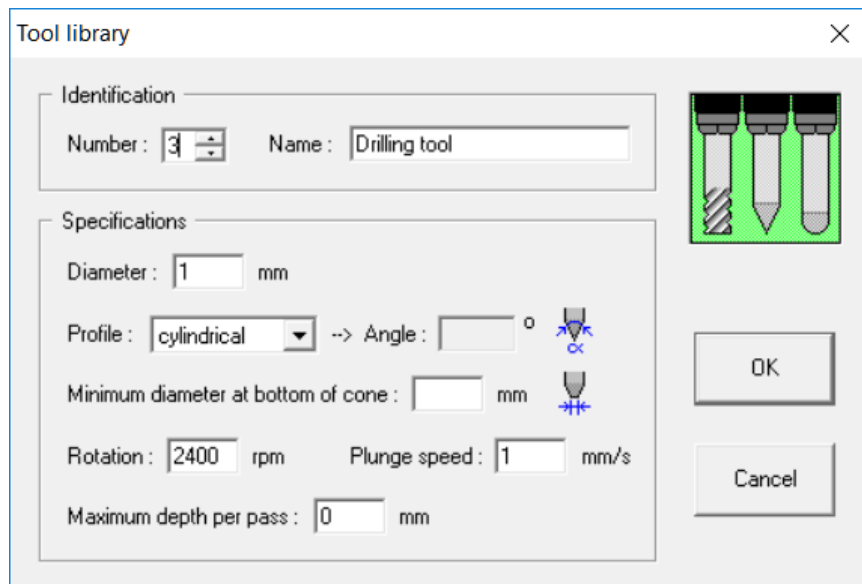 Tool library
Identification
Number : 3 Name : Drilling tool
Specifications
Diameter : 1 mm
Profile : cylindrical --> Angle : °
α
Minimum diameter at bottom of cone : mm
Rotation : 2400 rpm Plunge speed : 1 mm/s
Maximum depth per pass : 0 mm
OK
Cancel